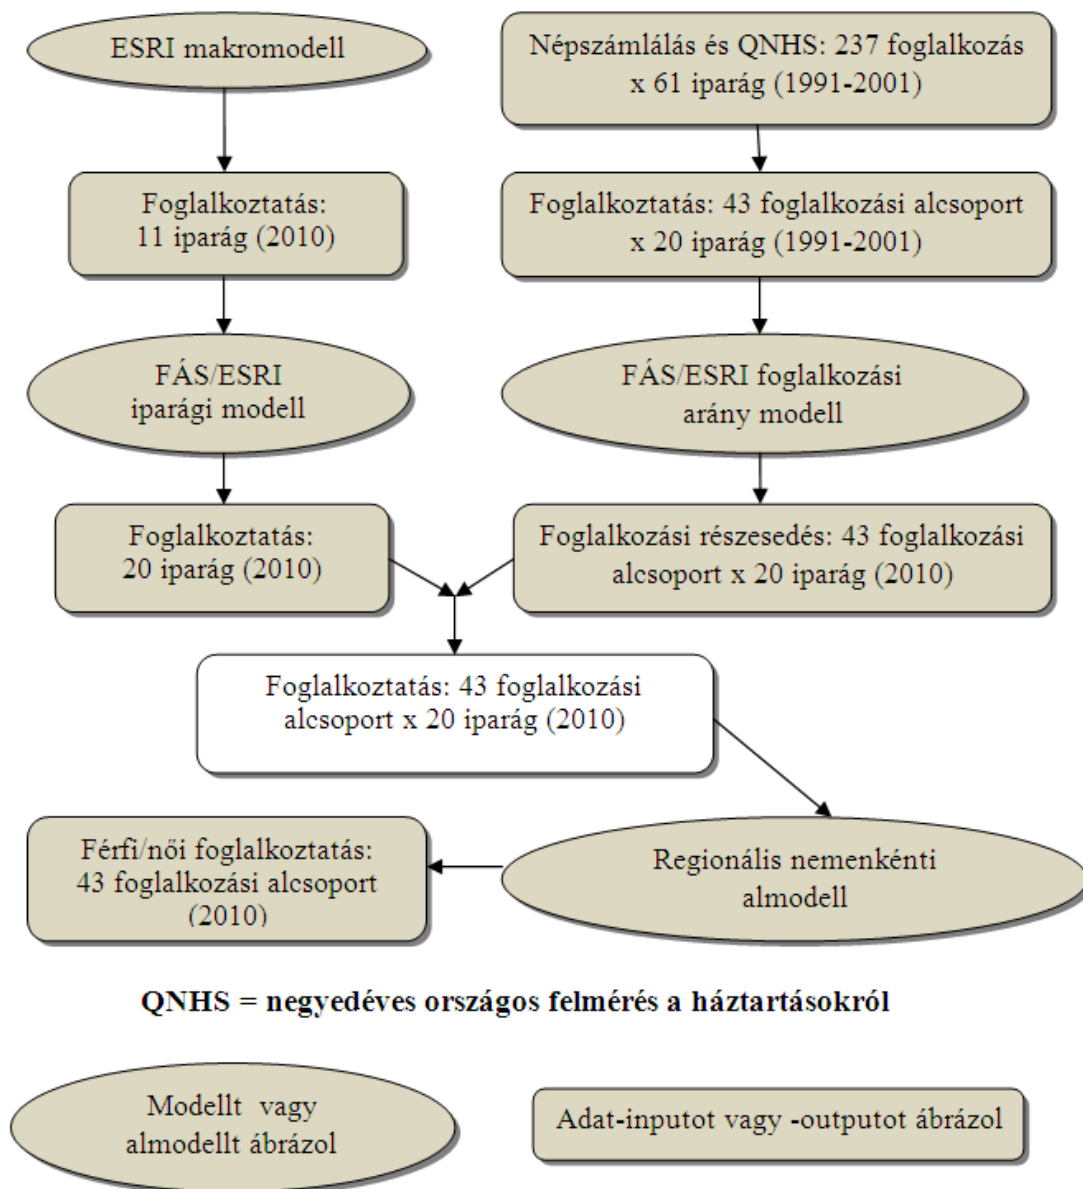 ESRI makromodell
Népszámlálás és QNHS: 237 foglalkozás
x 61 iparág (1991-2001)
Foglalkoztatás:
11 iparág (2010)
Foglalkoztatás: 43 foglalkozási alcsoport
x 20 iparág (1991-2001)
FÁS/ESRI
iparági modell
FÁS/ESRI foglalkozási
arány modell
Foglalkoztatás:
20 iparág (2010)
Foglalkozási részesedés: 43 foglalkozási
alcsoport x 20 iparág (2010)
Foglalkoztatás: 43 foglalkozási
alcsoport x 20 iparág (2010)
Férfi/női foglalkoztatás:
43 foglalkozási alcsoport
(2010)
Regionális nemenkénti
almodell
QNHS = negyedéves országos felmérés a háztartásokról
Modellt vagy
almodellt ábrázol
Adat-inputot vagy -outputot ábrázol